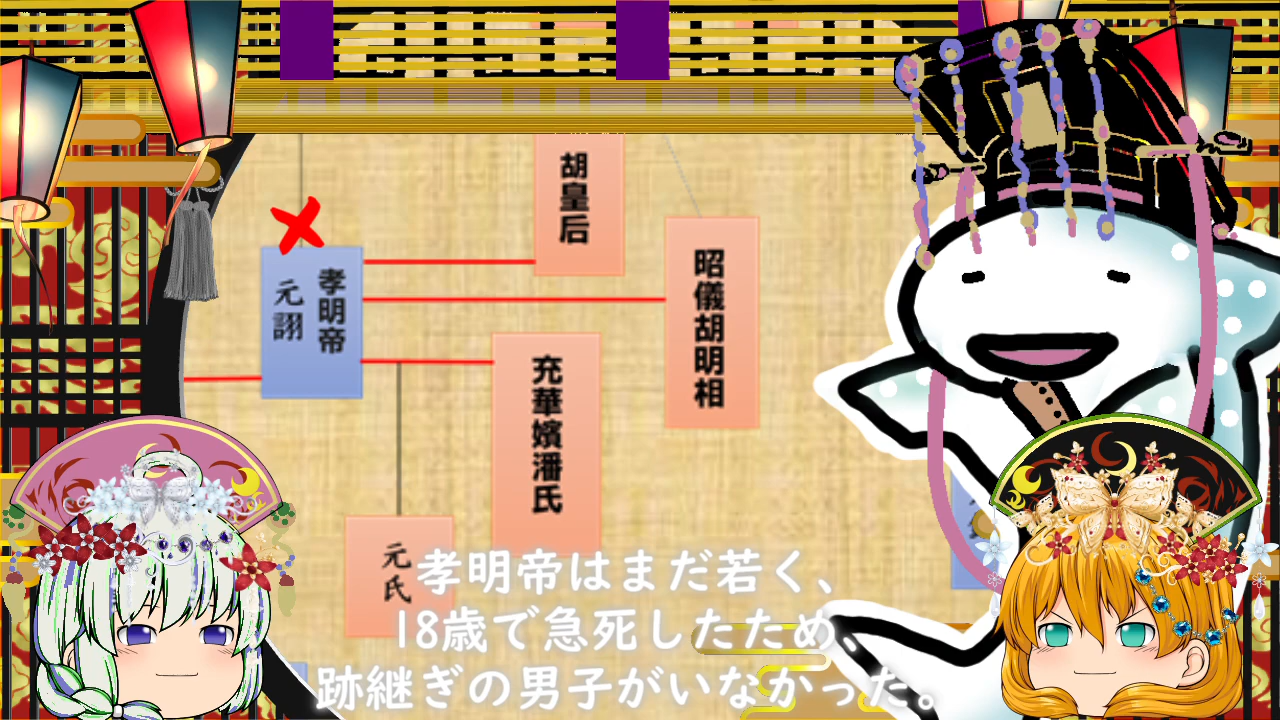 胡皇后
昭儀胡明相
孝明帝
元詡
充華嬪潘氏
元氏
孝明帝はまだ若く、
18歳で急死したため、
跡継ぎの男子がいなかった。